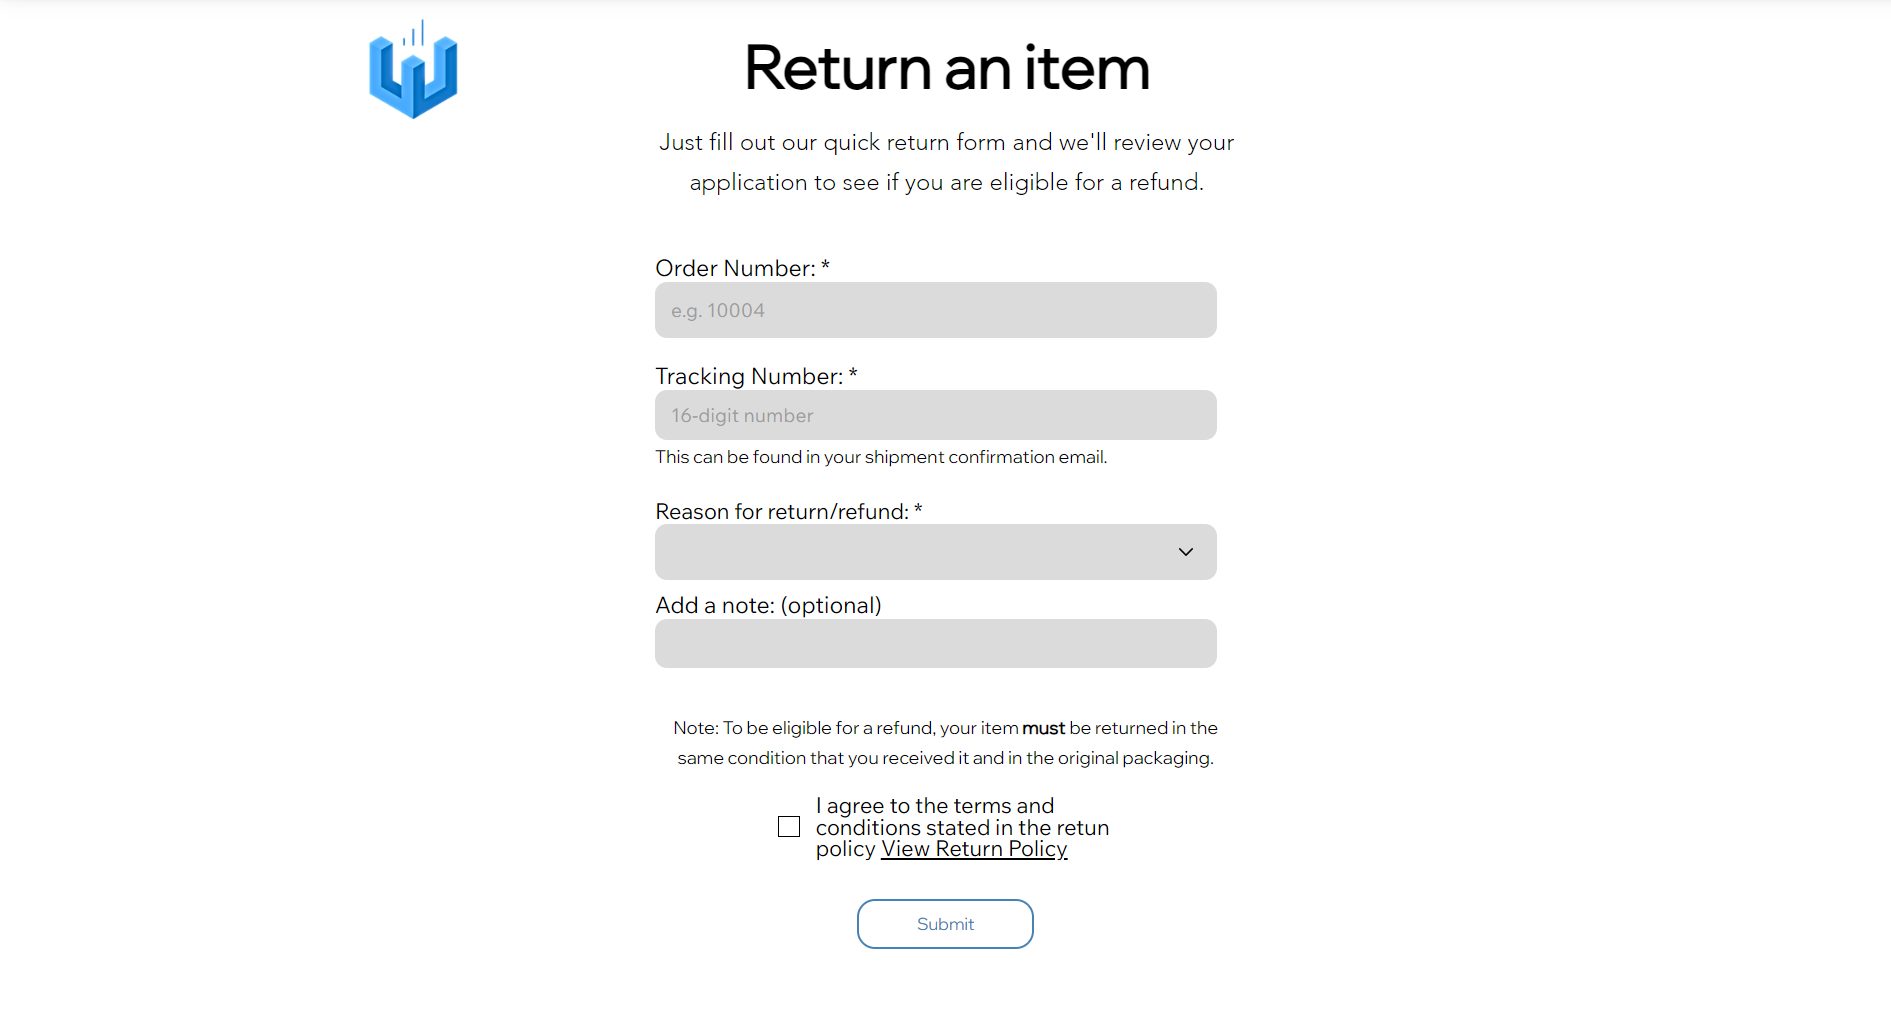 Return an item
Just fill out our quick return form and we'll review your
application to see if you are eligible for a refund.
Order Number: *
e.g. 10004
Tracking Number: *
16-digit number
This can be found in your shipment confirmation email.
Reason for return/refund: *
Add a note: (optional)
Note: To be eligible for a refund, your item must be returned in the
same condition that you received it and in the original packaging.
I agree to the terms and
conditions stated in the retun
policy View Return Policy
Submit